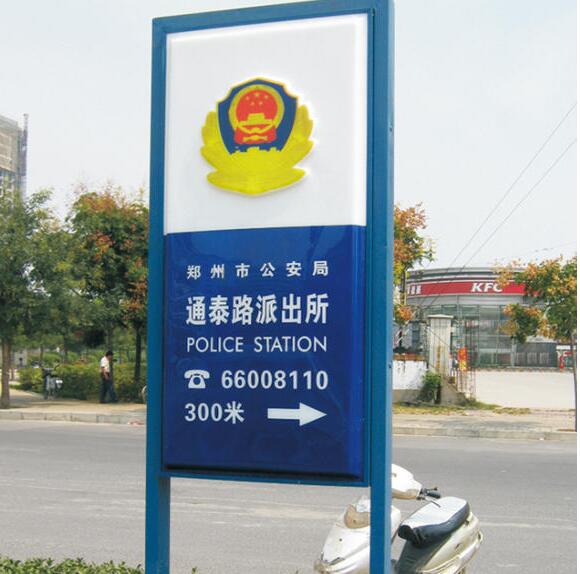 郑州市公安局
通泰路派出所
POLICE STATION
☎ 66008110
300米 →
KFC